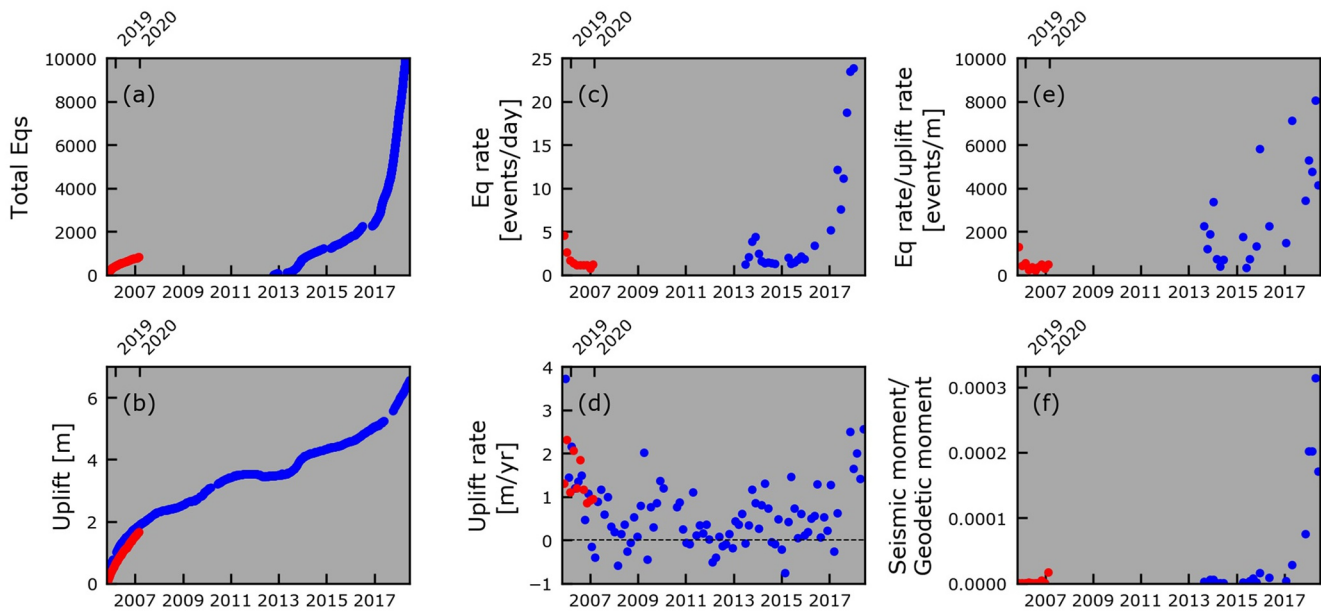 2019
2020
2019
2020
2019
2020
10000
8000
6000
4000
2000
0
Total Eqs
(a)
2007 2009 2011 2013 2015 2017
25
20
15
10
5
0
Eq rate
[events/day]
(c)
2007 2009 2011 2013 2015 2017
10000
8000
6000
4000
2000
0
Eq rate/uplift rate
[events/m]
(e)
2007 2009 2011 2013 2015 2017
2019
2020
2019
2020
2019
2020
6
4
2
0
Uplift [m]
(b)
2007 2009 2011 2013 2015 2017
4
3
2
1
0
−1
Uplift rate
[m/yr]
(d)
2007 2009 2011 2013 2015 2017
0.0003
0.0002
0.0001
0.0000
Seismic moment/
Geodetic moment
(f)
2007 2009 2011 2013 2015 2017